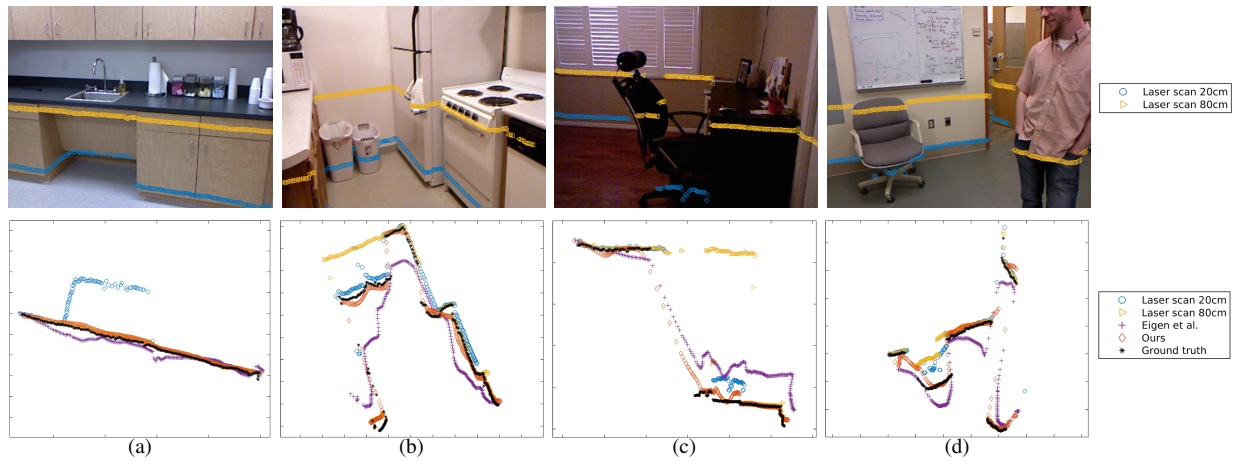 Laser scan 20cm
Laser scan 80cm
Laser scan 20cm
Laser scan 80cm
Eigen et al.
Ours
Ground truth
(a)
(b)
(c)
(d)